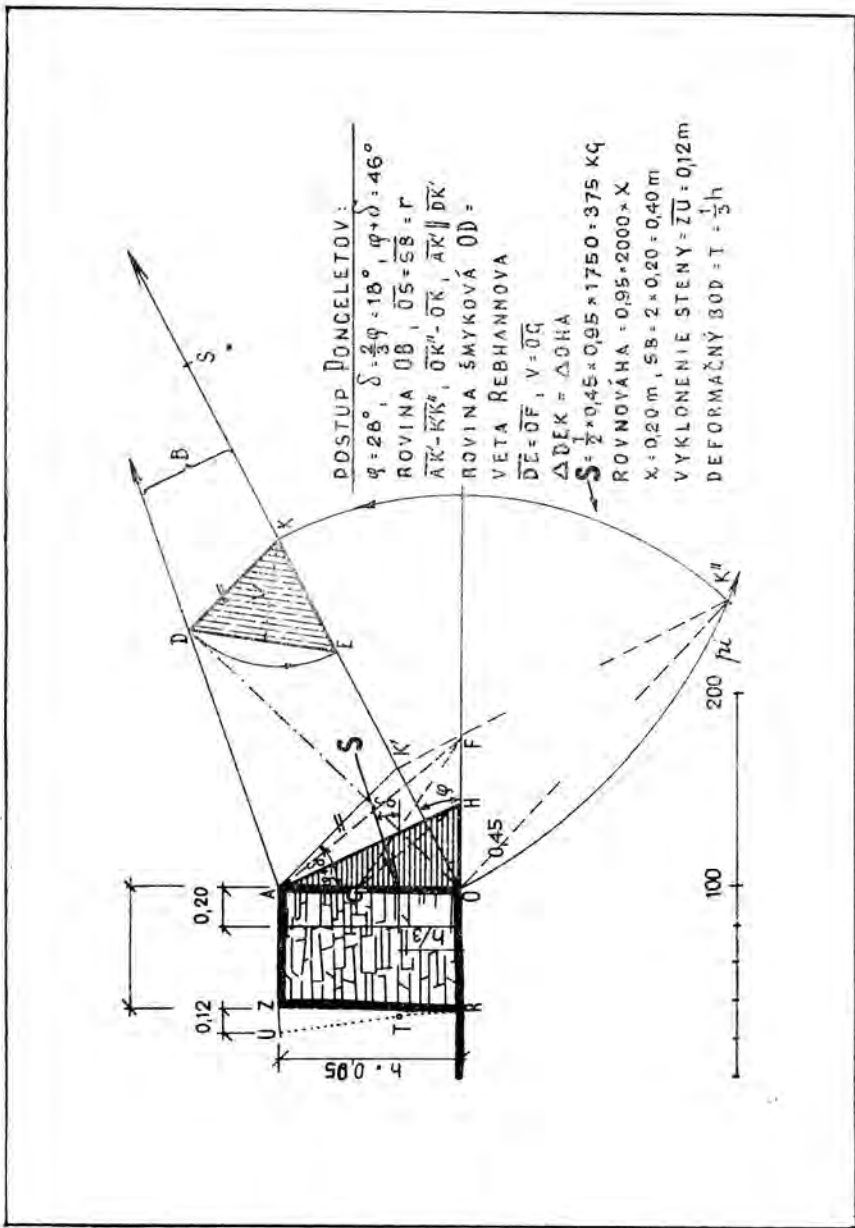 POSTUP PONCELETOV:
φ = 28°, δ = 2/3 φ = 18°, φ + δ = 46°
ROVINA OB, OS = SB = r
AK' - K'K", OK" - OK, AK' ∥ DK'
ROVINA ŠMYKOVÁ OD =
VETA REBHANNOVA
DE = OF, V = OG
△DEK = △OHA
S = 1/2 × 0,45 × 0,95 × 1750 = 375 KG
ROVNOVÁHA = 0,95 × 2000 × X
X = 0,20 m, SB = 2 × 0,20 = 0,40 m
VYKLONENIE STENY = ZU = 0,12 m
DEFORMAČNÝ BOD = T = 1/3 h
B
S
D
K
V
E
K'
S
F
H
φ
δ
φ+δ
A
G
O
0,45
K"
0,20
0,12
Z
U
T
R
h/3
h = 0,95
100
200